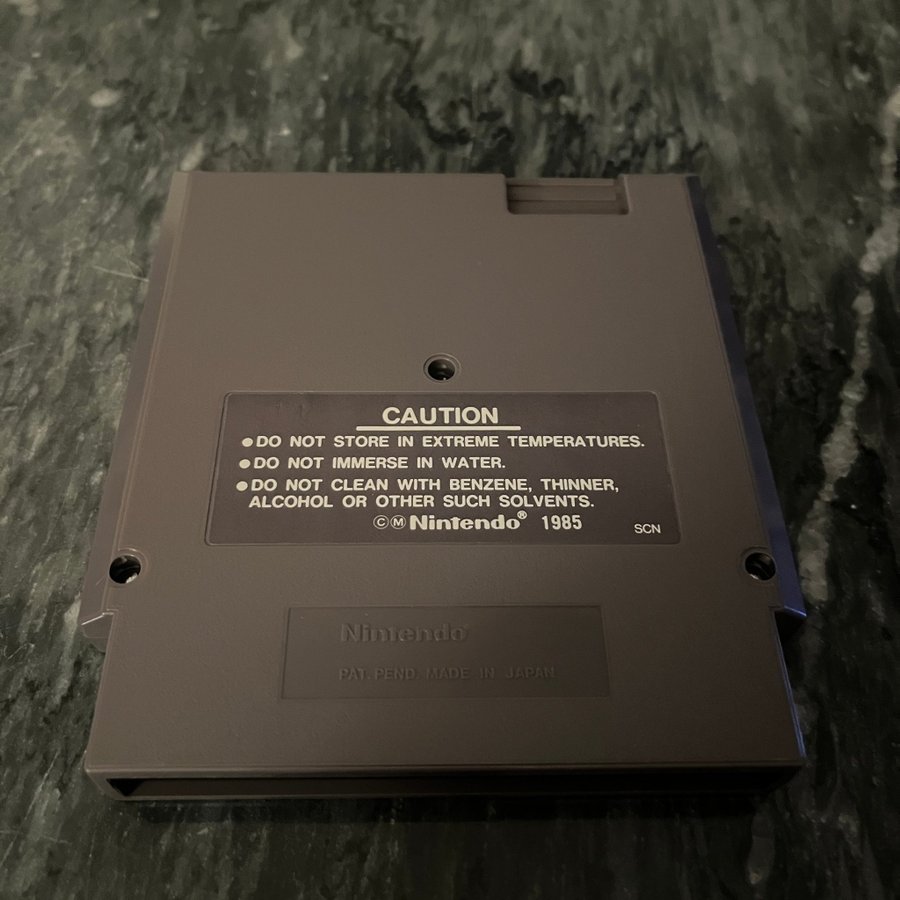 CAUTION
●DO NOT STORE IN EXTREME TEMPERATURES.
●DO NOT IMMERSE IN WATER.
●DO NOT CLEAN WITH BENZENE, THINNER,
ALCOHOL OR OTHER SUCH SOLVENTS.
©Ⓜ Nintendo® 1985 SCN
Nintendo®
PAT. PEND. MADE IN JAPAN